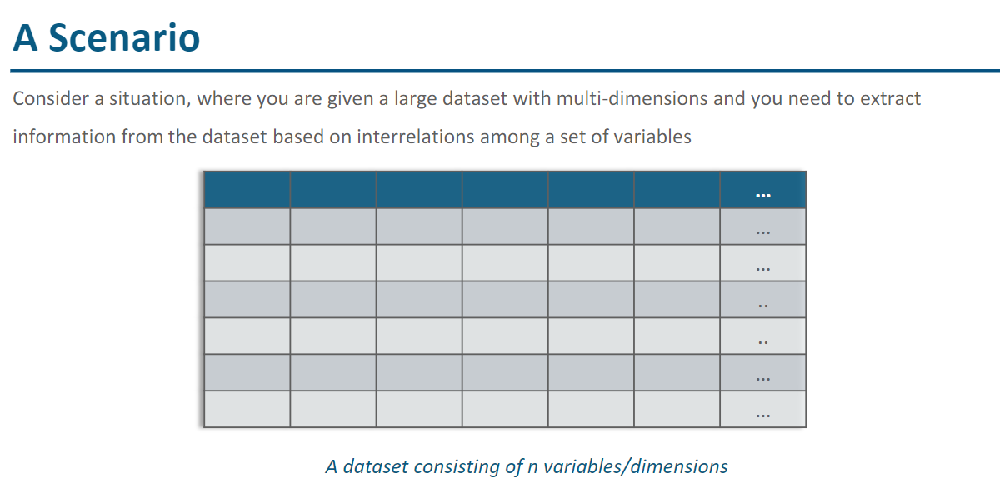 A Scenario
Consider a situation, where you are given a large dataset with multi-dimensions and you need to extract
information from the dataset based on interrelations among a set of variables
...
...
...
..
..
...
...
A dataset consisting of n variables/dimensions